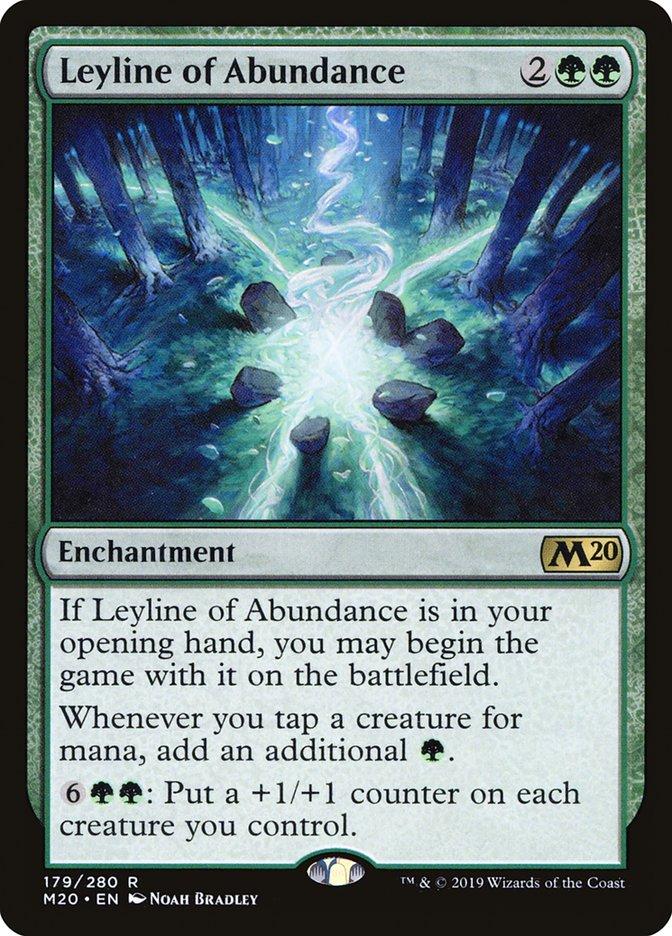 Leyline of Abundance 2
Enchantment M20
If Leyline of Abundance is in your
opening hand, you may begin the
game with it on the battlefield.
Whenever you tap a creature for
mana, add an additional .
6 : Put a +1/+1 counter on each
creature you control.
179/280 R ™ & © 2019 Wizards of the Coast
M20 • EN Noah Bradley